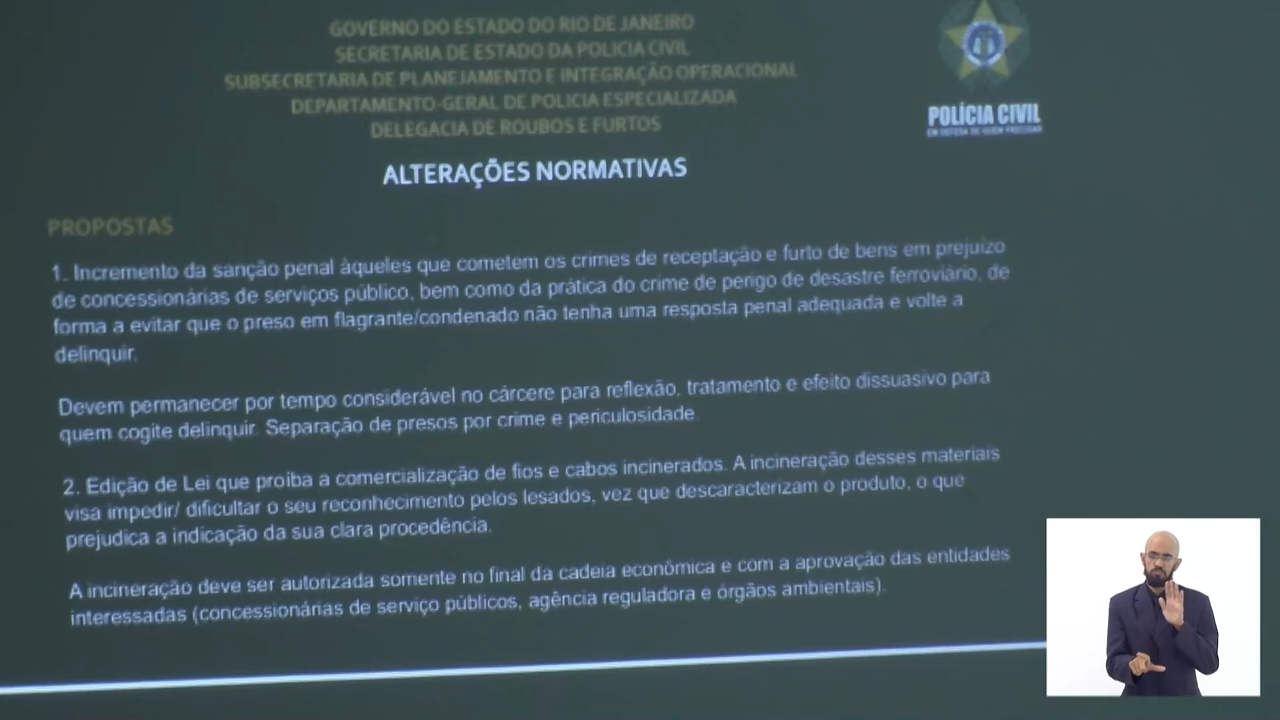 GOVERNO DO ESTADO DO RIO DE JANEIRO
SECRETARIA DE ESTADO DA POLICIA CIVIL
SUBSECRETARIA DE PLANEJAMENTO E INTEGRAÇÃO OPERACIONAL
DEPARTAMENTO-GERAL DE POLICIA ESPECIALIZADA
DELEGACIA DE ROUBOS E FURTOS
POLÍCIA CIVIL
EM DEFESA DE QUEM PRECISAR
ALTERAÇÕES NORMATIVAS
PROPOSTAS
1. Incremento da sanção penal àqueles que cometem os crimes de receptação e furto de bens em prejuízo
de concessionárias de serviços público, bem como da prática do crime de perigo de desastre ferroviário, de
forma a evitar que o preso em flagrante/condenado não tenha uma resposta penal adequada e volte a
delinquir.
Devem permanecer por tempo considerável no cárcere para reflexão, tratamento e efeito dissuasivo para
quem cogite delinquir. Separação de presos por crime e periculosidade.
2. Edição de Lei que proiba a comercialização de fios e cabos incinerados. A incineração desses materiais
visa impedir/ dificultar o seu reconhecimento pelos lesados, vez que descaracterizam o produto, o que
prejudica a indicação da sua clara procedência.
A incineração deve ser autorizada somente no final da cadeia econômica e com a aprovação das entidades
interessadas (concessionárias de serviço públicos, agência reguladora e órgãos ambientais).